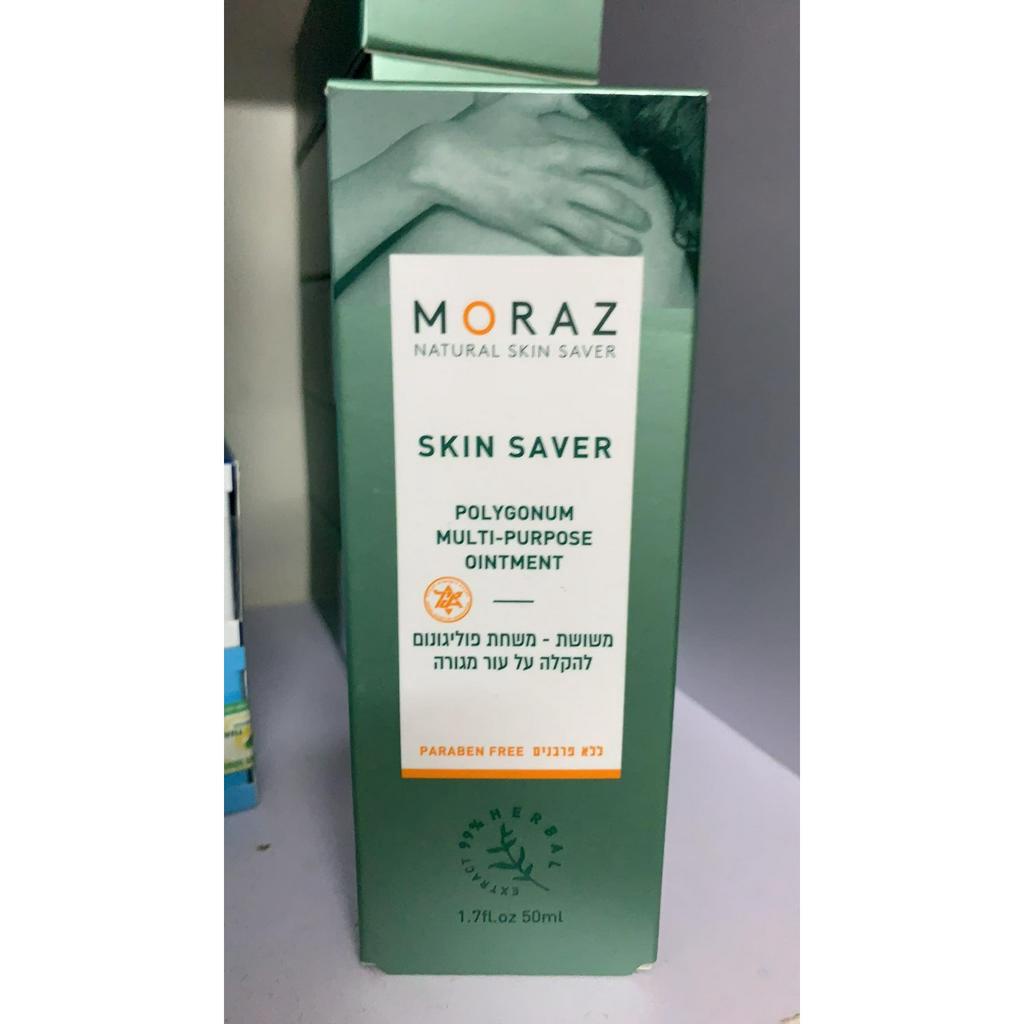 MORAZ
NATURAL SKIN SAVER
SKIN SAVER
POLYGONUM
MULTI-PURPOSE
OINTMENT
משושת - משחת פוליגונום
להקלה על עור מגורה
PARABEN FREE ללא פרבנים
99% HERBAL EXTRACT
1.7fl.oz 50ml